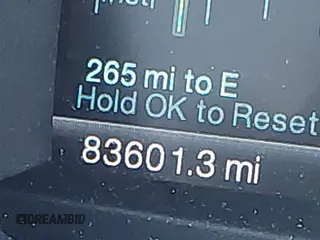 265 mi to E
Hold OK to Reset
83601.3 mi
DREAMBID